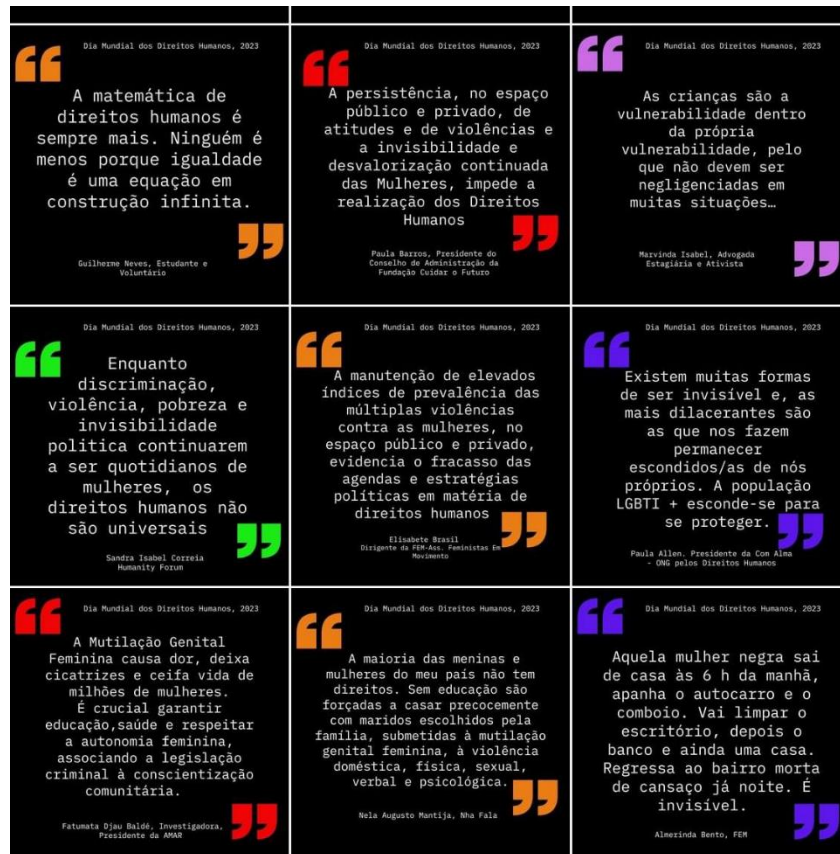 Dia Mundial dos Direitos Humanos, 2023
A matemática de
direitos humanos é
sempre mais. Ninguém é
menos porque igualdade
é uma equação em
construção infinita.
Guilherme Neves, Estudante e
Voluntário
Dia Mundial dos Direitos Humanos, 2023
A persistência, no espaço
público e privado, de
atitudes e de violências e
a invisibilidade e
desvalorização continuada
das Mulheres, impede a
realização dos Direitos
Humanos
Paula Barros, Presidente do
Conselho de Administração da
Fundação Cuidar o Futuro
Dia Mundial dos Direitos Humanos, 2023
As crianças são a
vulnerabilidade dentro
da própria
vulnerabilidade, pelo
que não devem ser
negligenciadas em
muitas situações…
Marvinda Isabel, Advogada
Estagiária e Ativista
Dia Mundial dos Direitos Humanos, 2023
Enquanto
discriminação,
violência, pobreza e
invisibilidade
politica continuarem
a ser quotidianos de
mulheres, os
direitos humanos não
são universais
Sandra Isabel Correia
Humanity Forum
Dia Mundial dos Direitos Humanos, 2023
A manutenção de elevados
índices de prevalência das
múltiplas violências
contra as mulheres, no
espaço público e privado,
evidencia o fracasso das
agendas e estratégias
políticas em matéria de
direitos humanos
Elisabete Brasil
Dirigente da FEM-Ass. Feministas Em
Movimento
Dia Mundial dos Direitos Humanos, 2023
Existem muitas formas
de ser invisível e, as
mais dilacerantes são
as que nos fazem
permanecer
escondidos/as de nós
próprios. A população
LGBTI + esconde-se para
se proteger.
Paula Allen. Presidente da Con Alma
- ONG pelos Direitos Humanos
Dia Mundial dos Direitos Humanos, 2023
A Mutilação Genital
Feminina causa dor, deixa
cicatrizes e ceifa vida de
milhões de mulheres.
É crucial garantir
educação,saúde e respeitar
a autonomia feminina,
associando a legislação
criminal à conscientização
comunitária.
Fatumata Djau Baldé, Investigadora,
Presidente da AMAR
Dia Mundial dos Direitos Humanos, 2023
A maioria das meninas e
mulheres do meu país não tem
direitos. Sem educação são
forçadas a casar precocemente
com maridos escolhidos pela
família, submetidas à mutilação
genital feminina, à violência
doméstica, física, sexual,
verbal e psicológica.
Nela Augusto Mantija, Nha Fala
Dia Mundial dos Direitos Humanos, 2023
Aquela mulher negra sai
de casa às 6 h da manhã,
apanha o autocarro e o
comboio. Vai limpar o
escritório, depois o
banco e ainda uma casa.
Regressa ao bairro morta
de cansaço já noite. É
invisível.
Almerinda Bento, FEM